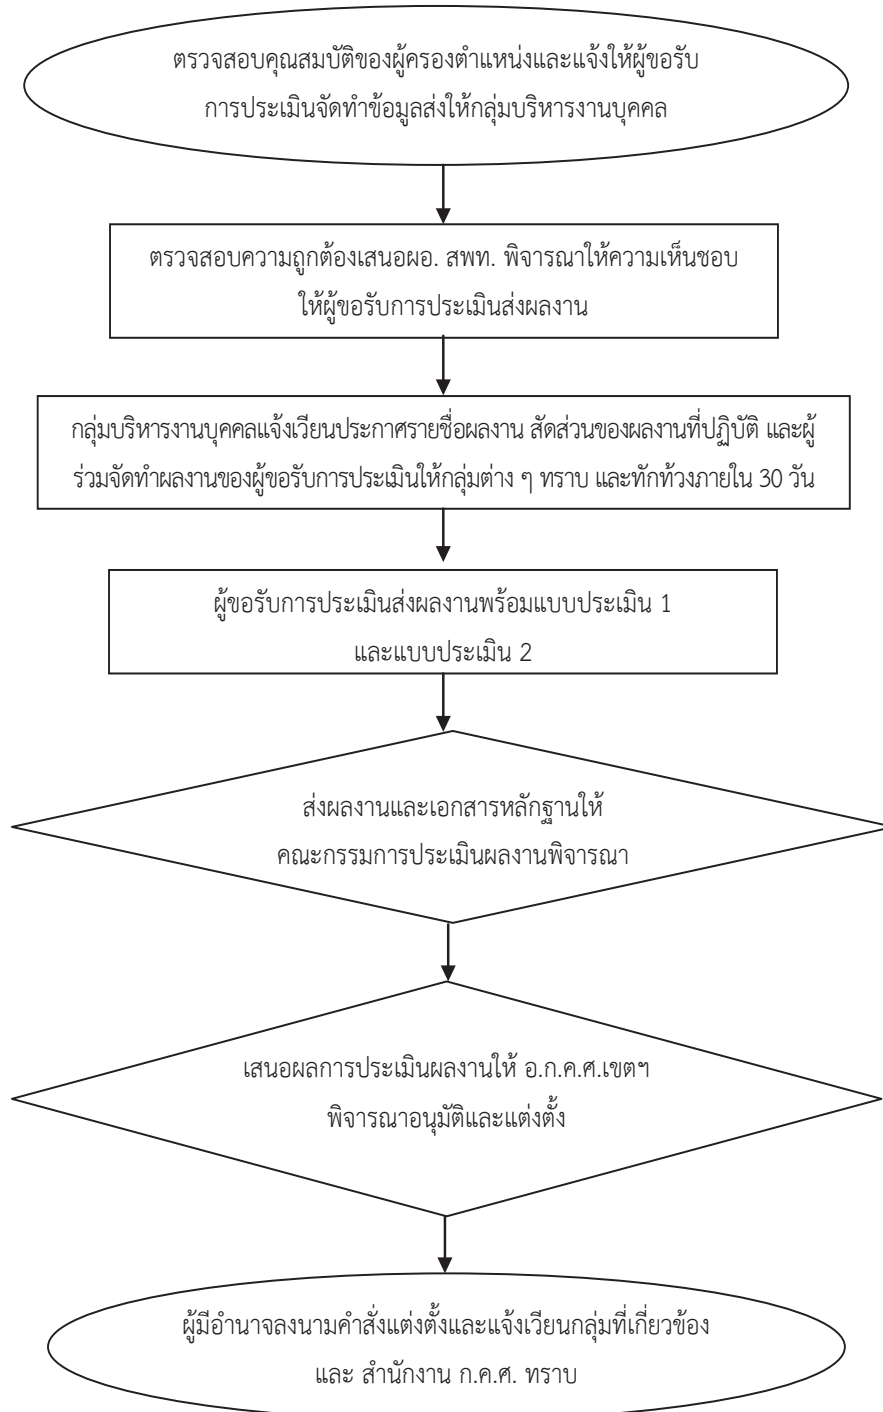 ตรวจสอบคุณสมบัติของผู้ครองตำแหน่งและแจ้งให้ผู้ขอรับ
การประเมินจัดทำข้อมูลส่งให้กลุ่มบริหารงานบุคคล
ตรวจสอบความถูกต้องเสนอผอ. สพท. พิจารณาให้ความเห็นชอบ
ให้ผู้ขอรับการประเมินส่งผลงาน
กลุ่มบริหารงานบุคคลแจ้งเวียนประกาศรายชื่อผลงาน สัดส่วนของผลงานที่ปฏิบัติ และผู้
ร่วมจัดทำผลงานของผู้ขอรับการประเมินให้กลุ่มต่าง ๆ ทราบ และทักท้วงภายใน 30 วัน
ผู้ขอรับการประเมินส่งผลงานพร้อมแบบประเมิน 1
และแบบประเมิน 2
ส่งผลงานและเอกสารหลักฐานให้
คณะกรรมการประเมินผลงานพิจารณา
เสนอผลการประเมินผลงานให้ อ.ก.ค.ศ.เขตฯ
พิจารณาอนุมัติและแต่งตั้ง
ผู้มีอำนาจลงนามคำสั่งแต่งตั้งและแจ้งเวียนกลุ่มที่เกี่ยวข้อง
และ สำนักงาน ก.ค.ศ. ทราบ